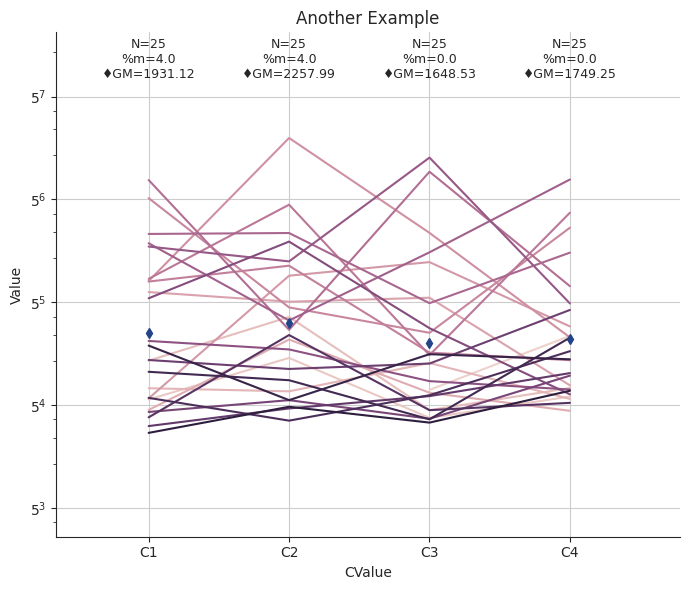 Another Example
N=25 N=25 N=25 N=25
%m=4.0 %m=4.0 %m=0.0 %m=0.0
♦GM=1931.12 ♦GM=2257.99 ♦GM=1648.53 ♦GM=1749.25
5⁷
5⁶
5⁵
5⁴
5³
Value
C1 C2 C3 C4
CValue